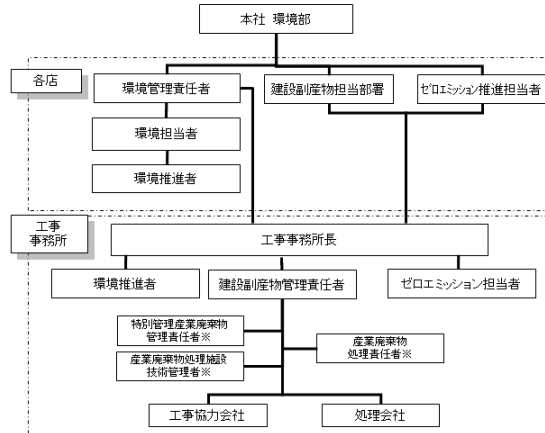 本社 環境部
各店
環境管理責任者
建設副産物担当部署
ｾﾞﾛｴﾐｯｼｮﾝ推進担当者
環境担当者
環境推進者
工事
事務所
工事事務所長
環境推進者
建設副産物管理責任者
ゼロエミッション担当者
特別管理産業廃棄物
管理責任者※
産業廃棄物
処理責任者※
産業廃棄物処理施設
技術管理者※
工事協力会社
処理会社